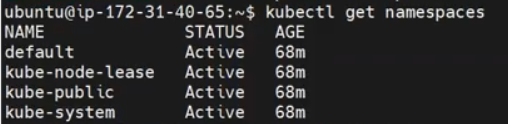 ubuntu@ip-172-31-40-65:~$ kubectl get namespaces
NAME STATUS AGE
default Active 68m
kube-node-lease Active 68m
kube-public Active 68m
kube-system Active 68m